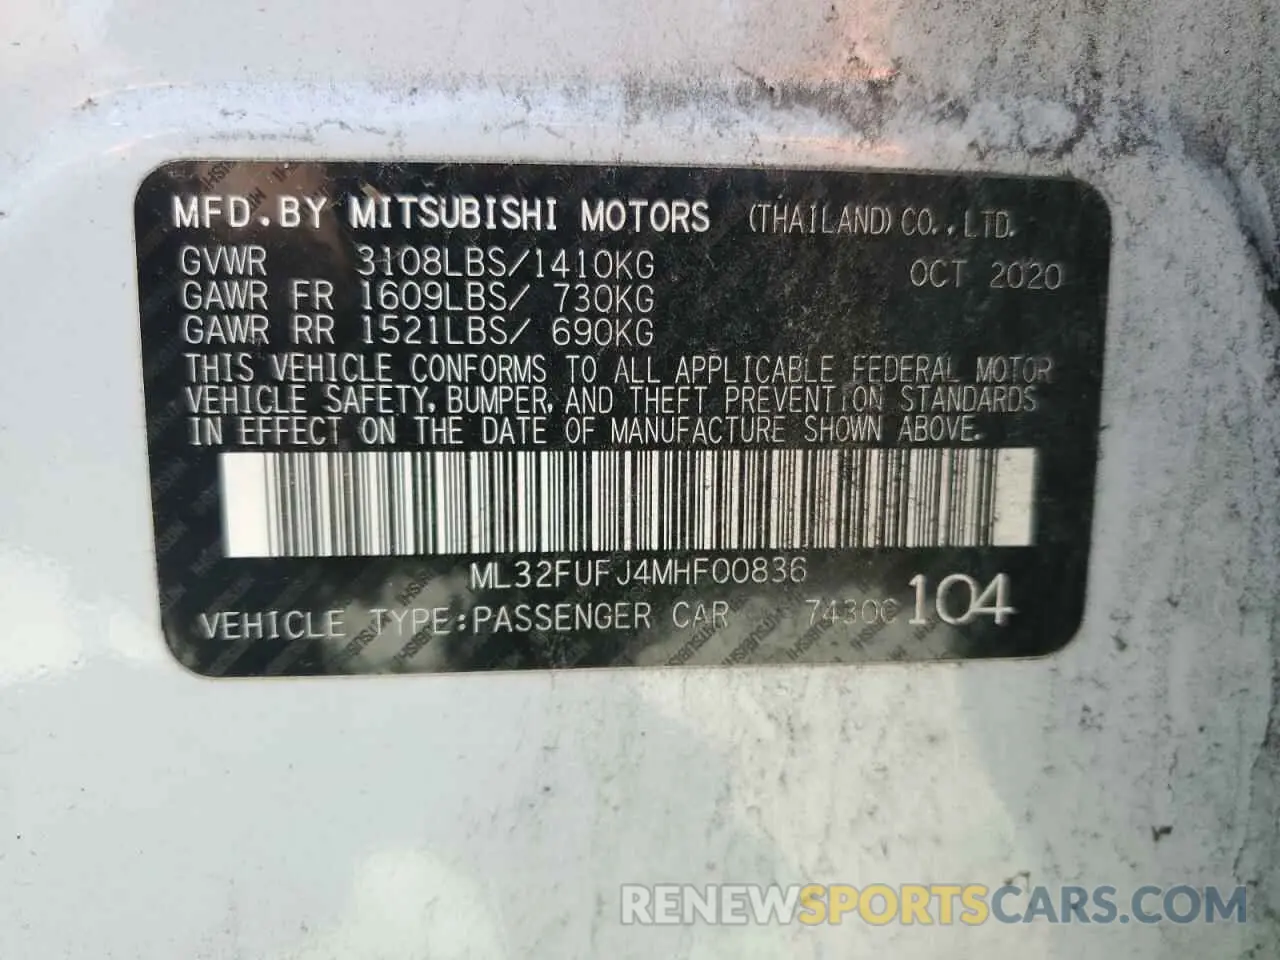 MFD.BY MITSUBISHI MOTORS (THAILAND) CO.,LTD.
GVWR 3108LBS/1410KG OCT 2020
GAWR FR 1609LBS/ 730KG
GAWR RR 1521LBS/ 690KG
THIS VEHICLE CONFORMS TO ALL APPLICABLE FEDERAL MOTOR
VEHICLE SAFETY, BUMPER, AND THEFT PREVENTION STANDARDS
IN EFFECT ON THE DATE OF MANUFACTURE SHOWN ABOVE.
ML32FUFJ4MHF00836
VEHICLE TYPE:PASSENGER CAR 104
RENEWSPORTSCARS.COM